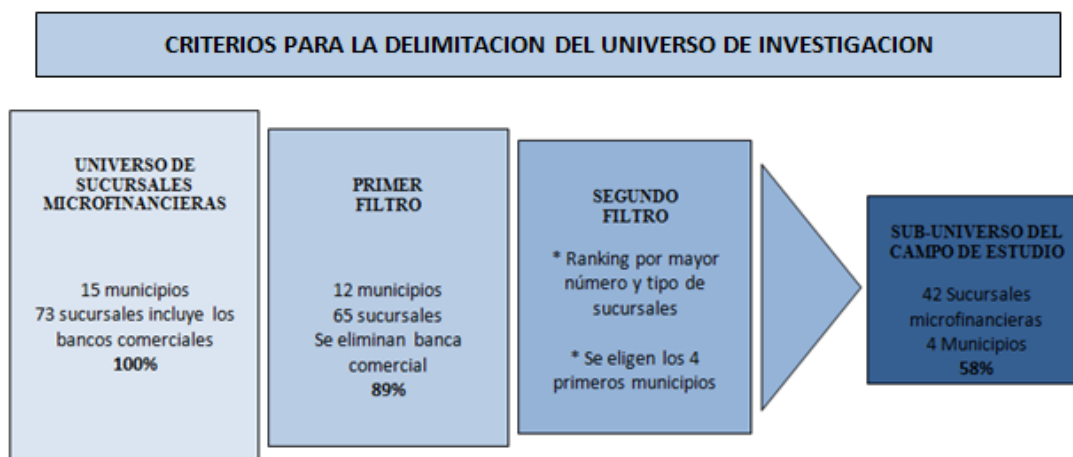 CRITERIOS PARA LA DELIMITACION DEL UNIVERSO DE INVESTIGACION
UNIVERSO DE
SUCURSALES
MICROFINANCIERAS
15 municipios
73 sucursales incluye los
bancos comerciales
100%
PRIMER
FILTRO
12 municipios
65 sucursales
Se eliminan banca
comercial
89%
SEGUNDO
FILTRO
* Ranking por mayor
número y tipo de
sucursales
* Se eligen los 4
primeros municipios
SUB-UNIVERSO DEL
CAMPO DE ESTUDIO
42 Sucursales
microfinancieras
4 Municipios
58%